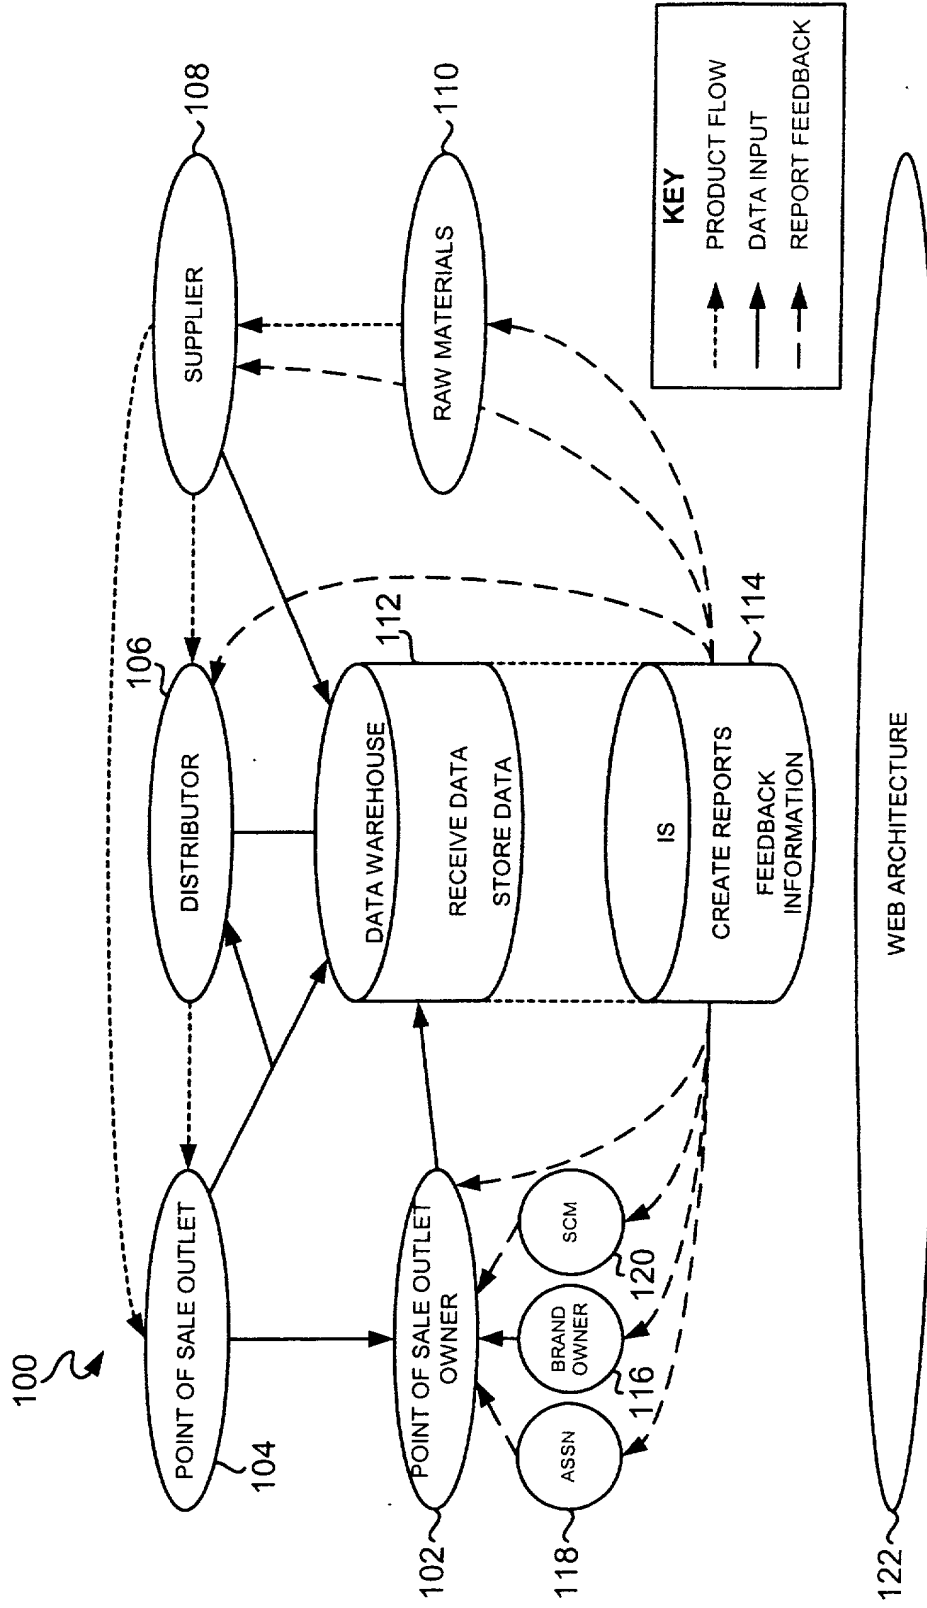 100
POINT OF SALE OUTLET
104
DISTRIBUTOR
106
SUPPLIER
108
POINT OF SALE OUTLET
OWNER
102
DATA WAREHOUSE
RECEIVE DATA
STORE DATA
112
RAW MATERIALS
110
ASSN
118
BRAND
OWNER
116
SCM
120
IS
CREATE REPORTS
FEEDBACK
INFORMATION
114
KEY
PRODUCT FLOW
DATA INPUT
REPORT FEEDBACK
WEB ARCHITECTURE
122